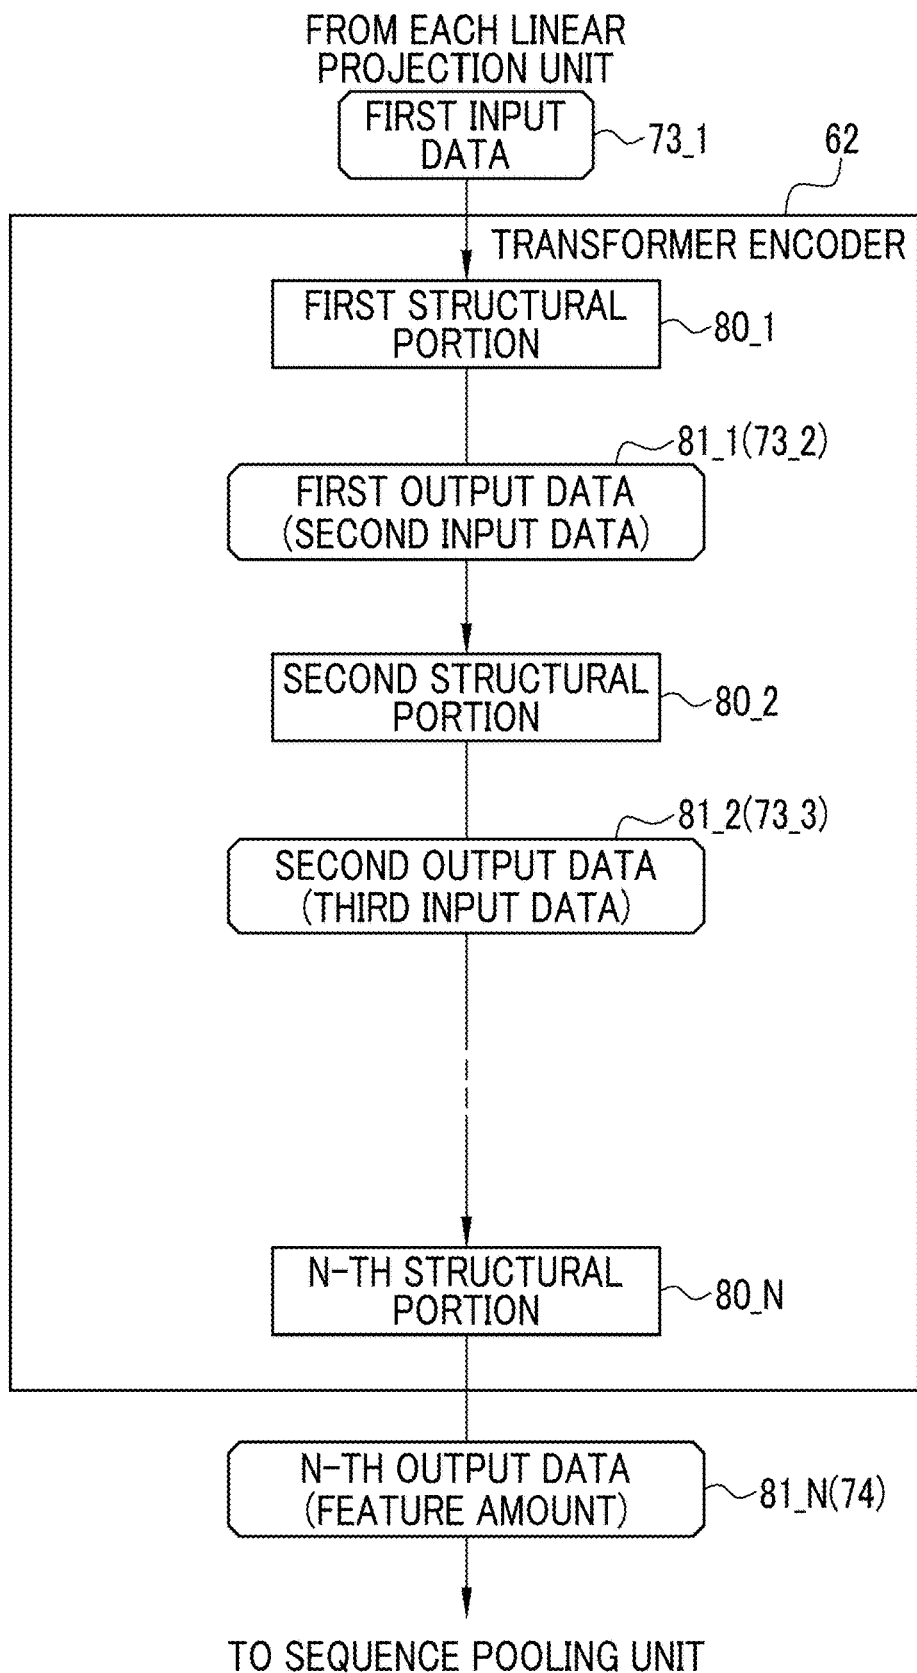 FROM EACH LINEAR
PROJECTION UNIT
FIRST INPUT
DATA
73_1
62
TRANSFORMER ENCODER
FIRST STRUCTURAL
PORTION
80_1
81_1(73_2)
FIRST OUTPUT DATA
(SECOND INPUT DATA)
SECOND STRUCTURAL
PORTION
80_2
81_2(73_3)
SECOND OUTPUT DATA
(THIRD INPUT DATA)
N-TH STRUCTURAL
PORTION
80_N
N-TH OUTPUT DATA
(FEATURE AMOUNT)
81_N(74)
TO SEQUENCE POOLING UNIT